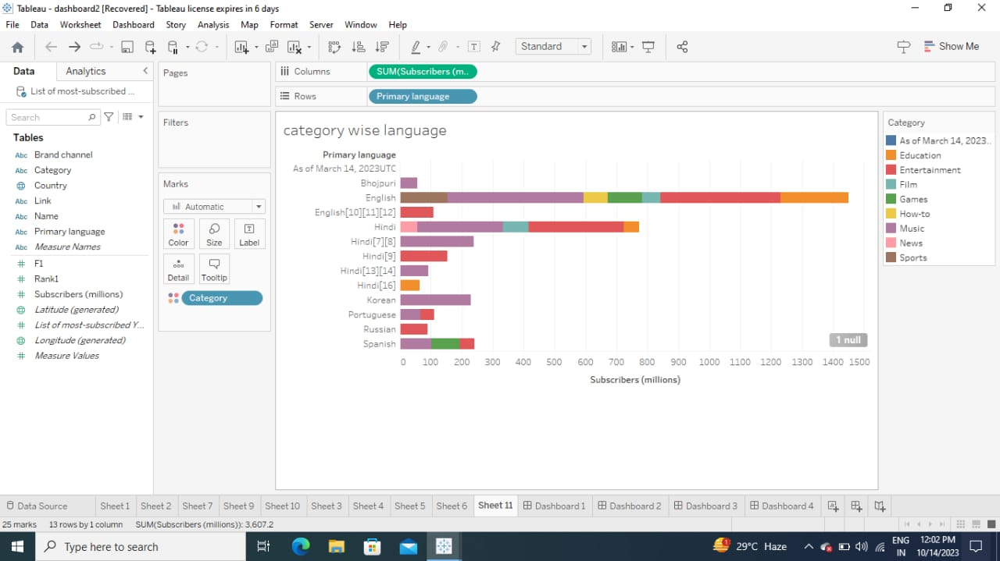 Tableau - dashboard2 [Recovered] - Tableau license expires in 6 days
File Data Worksheet Dashboard Story Analysis Map Format Server Window Help
Standard
Show Me
Data Analytics
List of most-subscribed ...
Search
Tables
Abc Brand channel
Abc Category
Country
Abc Link
Abc Name
Abc Primary language
Abc Measure Names
# F1
# Rank1
# Subscribers (millions)
Latitude (generated)
# List of most-subscribed Y...
Longitude (generated)
# Measure Values
Pages
Filters
Marks
Automatic
Color Size Label
Detail Tooltip
Category
Columns SUM(Subscribers (m..
Rows Primary language
category wise language
Primary language
As of March 14, 2023UTC
Bhojpuri
English
English[10][11][12]
Hindi
Hindi[7][8]
Hindi[9]
Hindi[13][14]
Hindi[16]
Korean
Portuguese
Russian
Spanish
1 null
0 100 200 300 400 500 600 700 800 900 1000 1100 1200 1300 1400 1500
Subscribers (millions)
Category
As of March 14, 2023..
Education
Entertainment
Film
Games
How-to
Music
News
Sports
Data Source Sheet 1 Sheet 2 Sheet 7 Sheet 9 Sheet 10 Sheet 3 Sheet 4 Sheet 5 Sheet 6 Sheet 11 Dashboard 1 Dashboard 2 Dashboard 3 Dashboard 4
25 marks 13 rows by 1 column SUM(Subscribers (millions)): 3,607.2
Type here to search
1
29°C Haze
ENG
IN
12:02 PM
10/14/2023